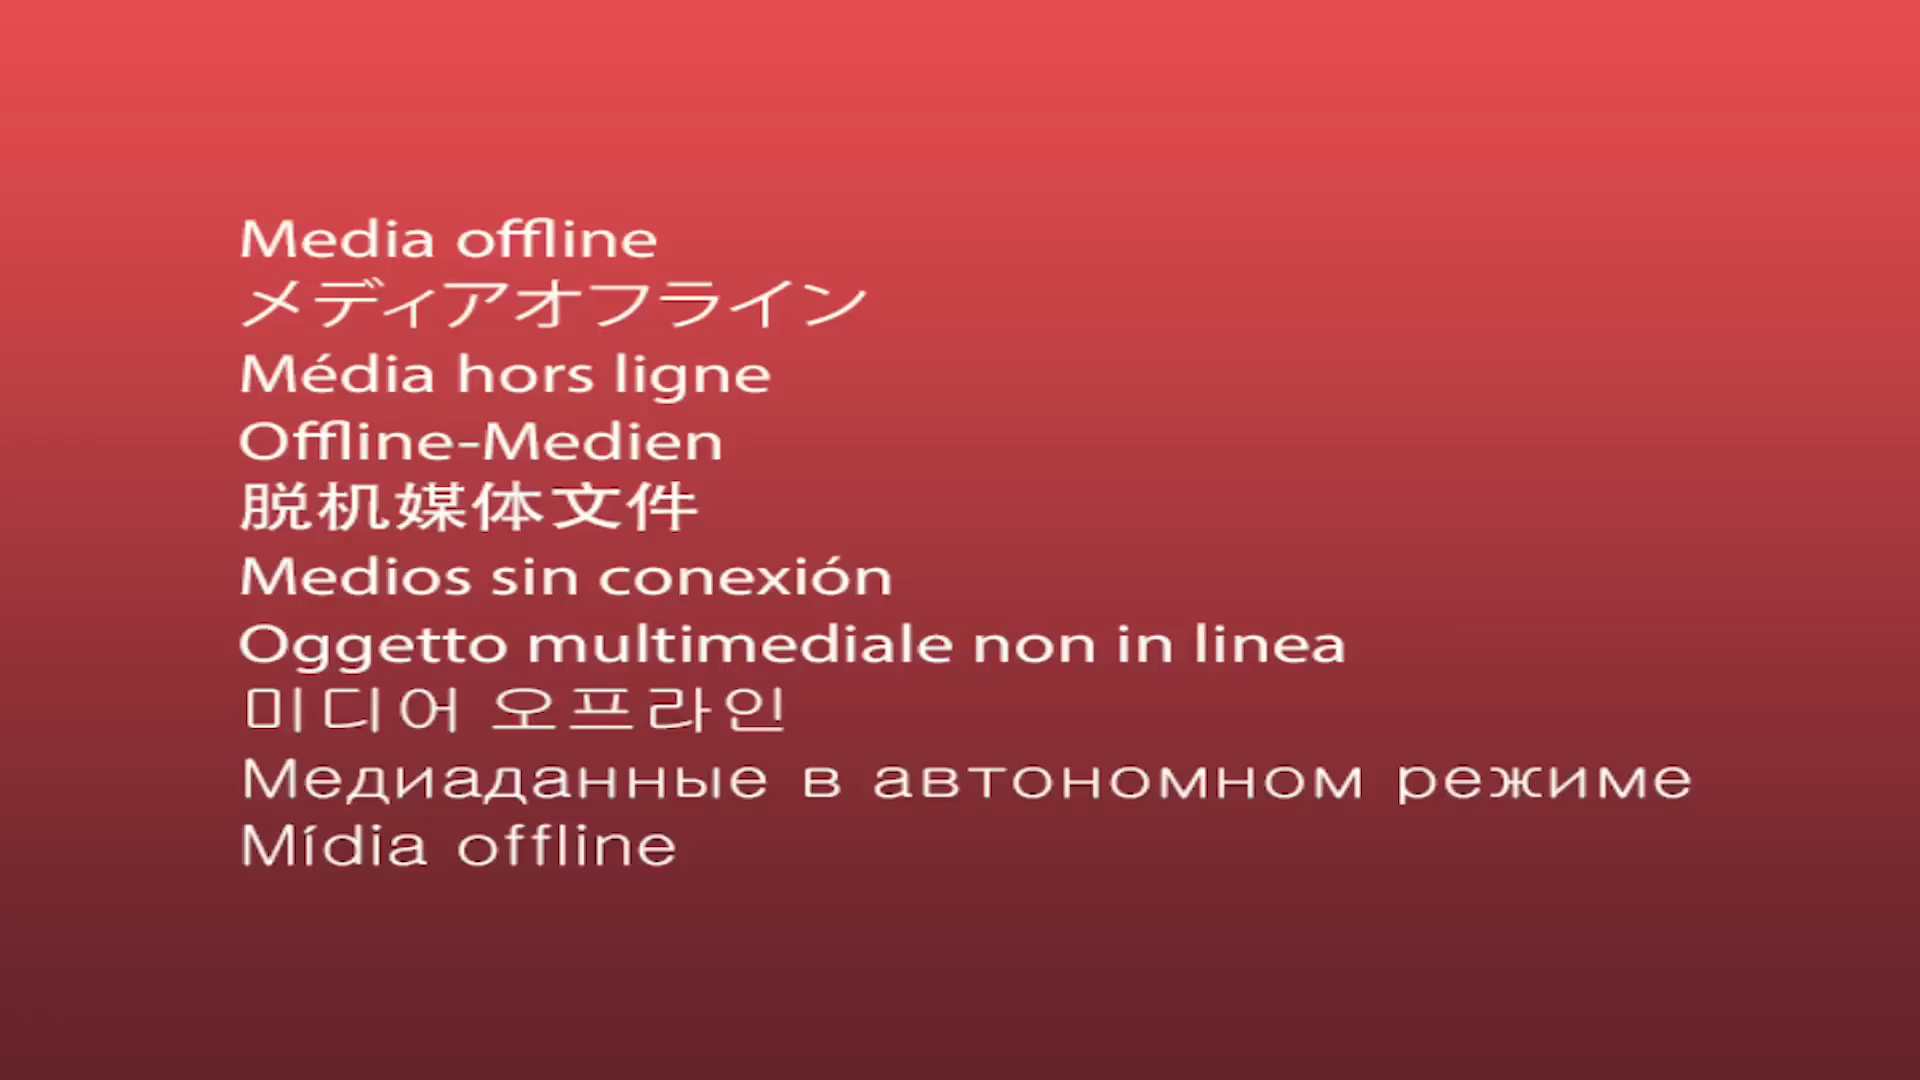 Media offline
メディアオフライン
Média hors ligne
Offline-Medien
脱机媒体文件
Medios sin conexión
Oggetto multimediale non in linea
미디어 오프라인
Медиаданные в автономном режиме
Mídia offline